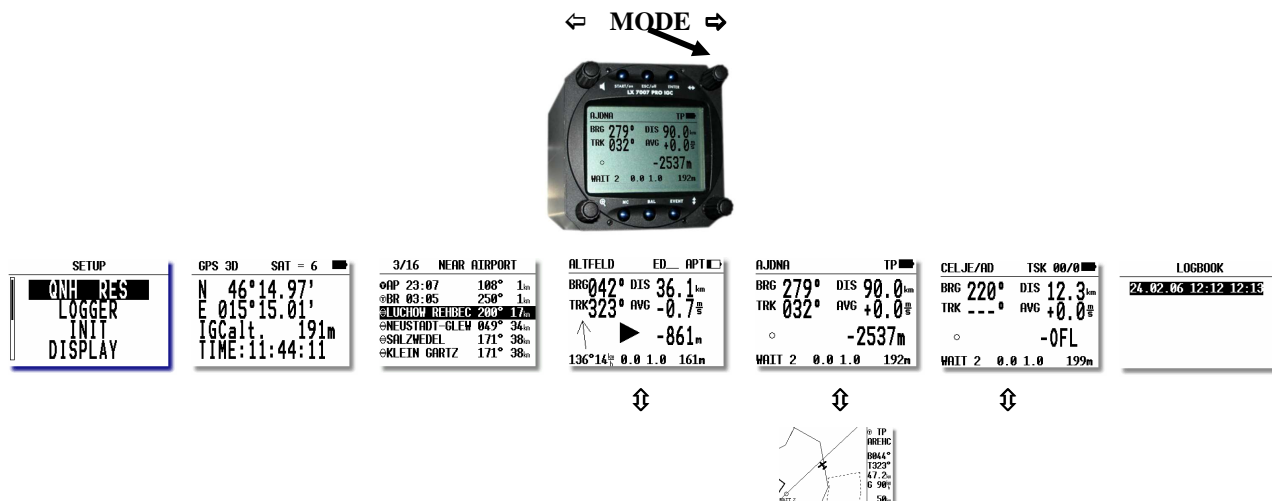 ⇦ MODE ⇨
START/on ESC/off ENTER
LX 7007 PRO IGC
AJDNA TP
BRG 279° DIS 90.0km
TRK 032° AVG +0.0
-2537m
WAIT 2 0.0 1.0 192m
MC BAL EVENT
SETUP
QNH RES
LOGGER
INIT
DISPLAY
GPS 3D SAT = 6
N 46°14.97'
E 015°15.01'
IGCalt. 191m
TIME:11:44:11
3/16 NEAR AIRPORT
AP 23:07 108° 1km
BR 03:05 250° 1km
LUCHOW REHBEC 200° 17km
NEUSTADT-GLEW 049° 34km
SALZWEDEL 171° 38km
KLEIN GARTZ 171° 38km
ALTFELD ED__ APT
BRG 042° DIS 36.1km
TRK 323° AVG -0.7
-861m
136°14 0.0 1.0 161m
AJDNA TP
BRG 279° DIS 90.0km
TRK 032° AVG +0.0
-2537m
WAIT 2 0.0 1.0 192m
CELJE/AD TSK 00/0
BRG 220° DIS 12.3km
TRK ---° AVG +0.0
-OFL
WAIT 2 0.0 1.0 199m
LOGBOOK
24.02.06 12:12 12:13
TP
AREHC
B044°
T323°
47.2
G 90
WAIT 2
50